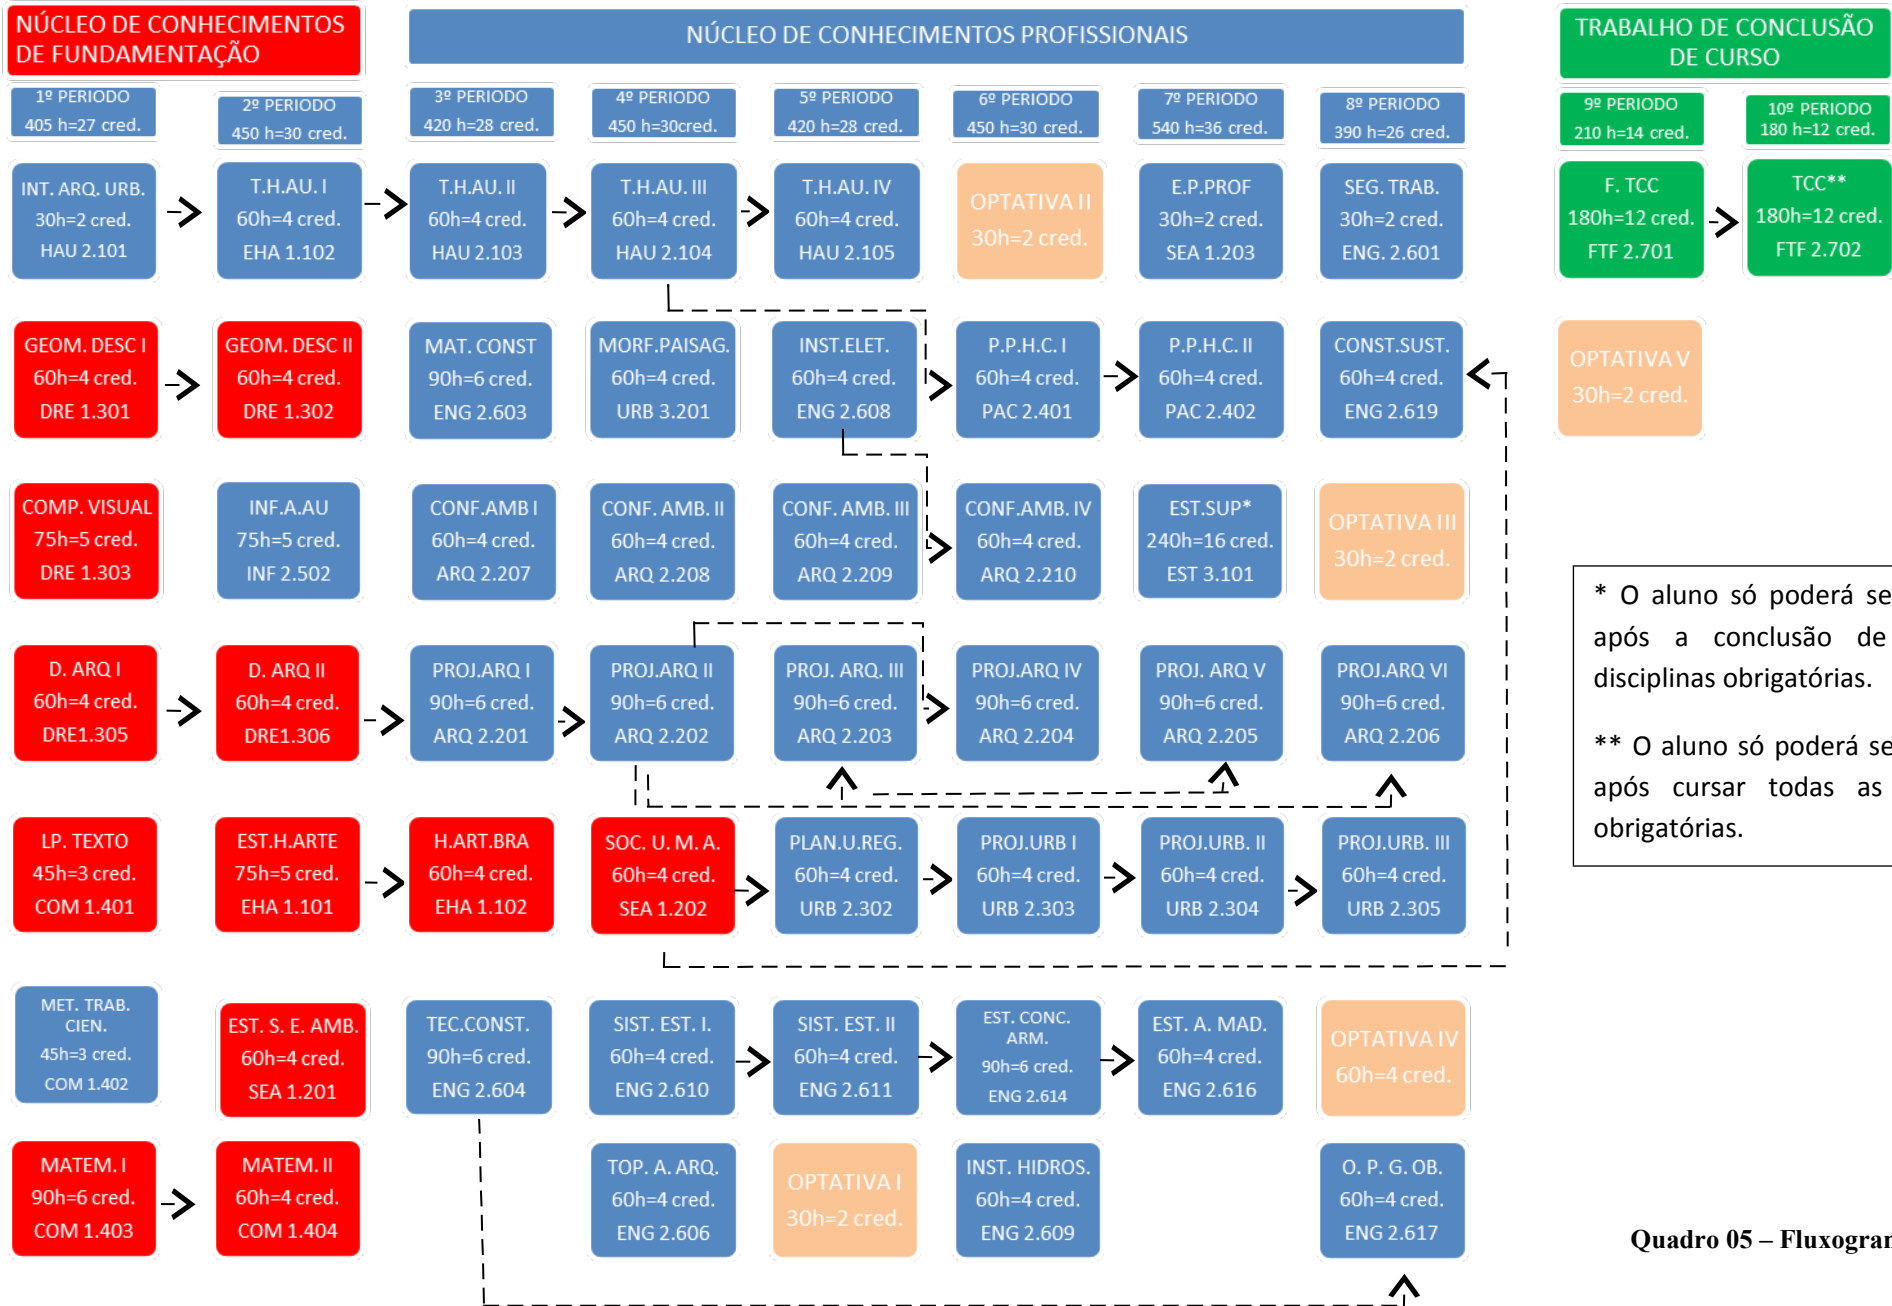 NÚCLEO DE CONHECIMENTOS
DE FUNDAMENTAÇÃO
NÚCLEO DE CONHECIMENTOS PROFISSIONAIS
TRABALHO DE CONCLUSÃO
DE CURSO
1º PERIODO
405 h=27 cred.
2º PERIODO
450 h=30 cred.
3º PERIODO
420 h=28 cred.
4º PERIODO
450 h=30cred.
5º PERIODO
420 h=28 cred.
6º PERIODO
450 h=30 cred.
7º PERIODO
540 h=36 cred.
8º PERIODO
390 h=26 cred.
9º PERIODO
210 h=14 cred.
10º PERIODO
180 h=12 cred.
INT. ARQ. URB.
30h=2 cred.
HAU 2.101
T.H.AU. I
60h=4 cred.
EHA 1.102
T.H.AU. II
60h=4 cred.
HAU 2.103
T.H.AU. III
60h=4 cred.
HAU 2.104
T.H.AU. IV
60h=4 cred.
HAU 2.105
OPTATIVA II
30h=2 cred.
E.P.PROF
30h=2 cred.
SEA 1.203
SEG. TRAB.
30h=2 cred.
ENG. 2.601
F. TCC
180h=12 cred.
FTF 2.701
TCC**
180h=12 cred.
FTF 2.702
GEOM. DESC I
60h=4 cred.
DRE 1.301
GEOM. DESC II
60h=4 cred.
DRE 1.302
MAT. CONST
90h=6 cred.
ENG 2.603
MORF.PAISAG.
60h=4 cred.
URB 3.201
INST.ELET.
60h=4 cred.
ENG 2.608
P.P.H.C. I
60h=4 cred.
PAC 2.401
P.P.H.C. II
60h=4 cred.
PAC 2.402
CONST.SUST.
60h=4 cred.
ENG 2.619
OPTATIVA V
30h=2 cred.
COMP. VISUAL
75h=5 cred.
DRE 1.303
INF.A.AU
75h=5 cred.
INF 2.502
CONF.AMB I
60h=4 cred.
ARQ 2.207
CONF. AMB. II
60h=4 cred.
ARQ 2.208
CONF. AMB. III
60h=4 cred.
ARQ 2.209
CONF.AMB. IV
60h=4 cred.
ARQ 2.210
EST.SUP*
240h=16 cred.
EST 3.101
OPTATIVA III
30h=2 cred.
* O aluno só poderá se
após a conclusão de
disciplinas obrigatórias.
** O aluno só poderá se
após cursar todas as
obrigatórias.
D. ARQ I
60h=4 cred.
DRE1.305
D. ARQ II
60h=4 cred.
DRE1.306
PROJ.ARQ I
90h=6 cred.
ARQ 2.201
PROJ.ARQ II
90h=6 cred.
ARQ 2.202
PROJ. ARQ. III
90h=6 cred.
ARQ 2.203
PROJ.ARQ IV
90h=6 cred.
ARQ 2.204
PROJ. ARQ V
90h=6 cred.
ARQ 2.205
PROJ.ARQ VI
90h=6 cred.
ARQ 2.206
LP. TEXTO
45h=3 cred.
COM 1.401
EST.H.ARTE
75h=5 cred.
EHA 1.101
H.ART.BRA
60h=4 cred.
EHA 1.102
SOC. U. M. A.
60h=4 cred.
SEA 1.202
PLAN.U.REG.
60h=4 cred.
URB 2.302
PROJ.URB I
60h=4 cred.
URB 2.303
PROJ.URB. II
60h=4 cred.
URB 2.304
PROJ.URB. III
60h=4 cred.
URB 2.305
MET. TRAB.
CIEN.
45h=3 cred.
COM 1.402
EST. S. E. AMB.
60h=4 cred.
SEA 1.201
TEC.CONST.
90h=6 cred.
ENG 2.604
SIST. EST. I.
60h=4 cred.
ENG 2.610
SIST. EST. II
60h=4 cred.
ENG 2.611
EST. CONC.
ARM.
90h=6 cred.
ENG 2.614
EST. A. MAD.
60h=4 cred.
ENG 2.616
OPTATIVA IV
60h=4 cred.
MATEM. I
90h=6 cred.
COM 1.403
MATEM. II
60h=4 cred.
COM 1.404
TOP. A. ARQ.
60h=4 cred.
ENG 2.606
OPTATIVA I
30h=2 cred.
INST. HIDROS.
60h=4 cred.
ENG 2.609
O. P. G. OB.
60h=4 cred.
ENG 2.617
Quadro 05 – Fluxogran